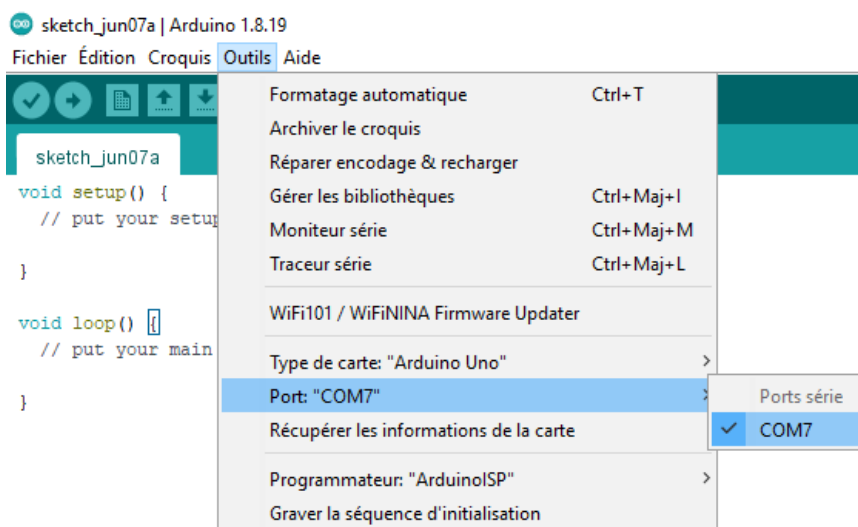 sketch_jun07a | Arduino 1.8.19
Fichier Édition Croquis Outils Aide
sketch_jun07a
void setup() {
// put your setup
}
void loop() {
// put your main
}
Formatage automatique Ctrl+T
Archiver le croquis
Réparer encodage & recharger
Gérer les bibliothèques Ctrl+Maj+I
Moniteur série Ctrl+Maj+M
Traceur série Ctrl+Maj+L
WiFi101 / WiFiNINA Firmware Updater
Type de carte: "Arduino Uno"
Port: "COM7"
Récupérer les informations de la carte
Programmateur: "ArduinoISP"
Graver la séquence d'initialisation
Ports série
COM7